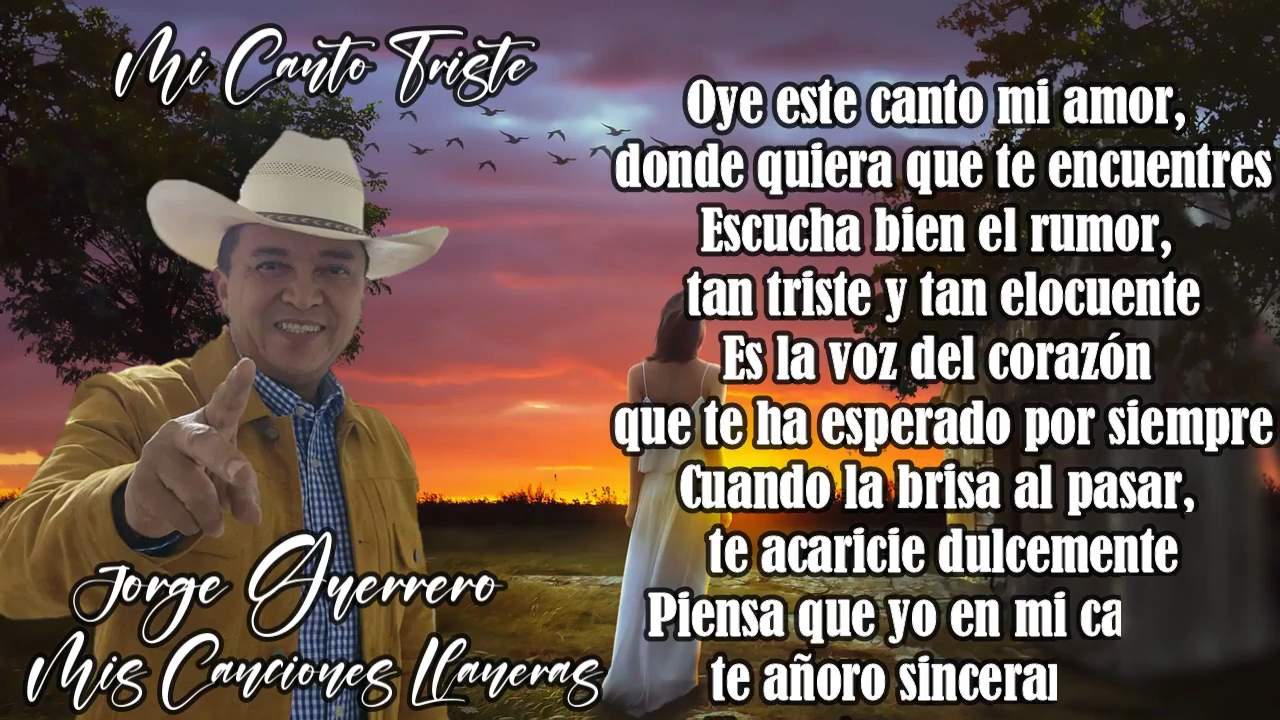 Mi Canto Triste
Oye este canto mi amor,
donde quiera que te encuentres
Escucha bien el rumor,
tan triste y tan elocuente
Es la voz del corazón
que te ha esperado por siempre
Cuando la brisa al pasar,
te acaricie dulcemente
Piensa que yo en mi ca
te añoro sincera
Jorge Guerrero
Mis Canciones Llaneras